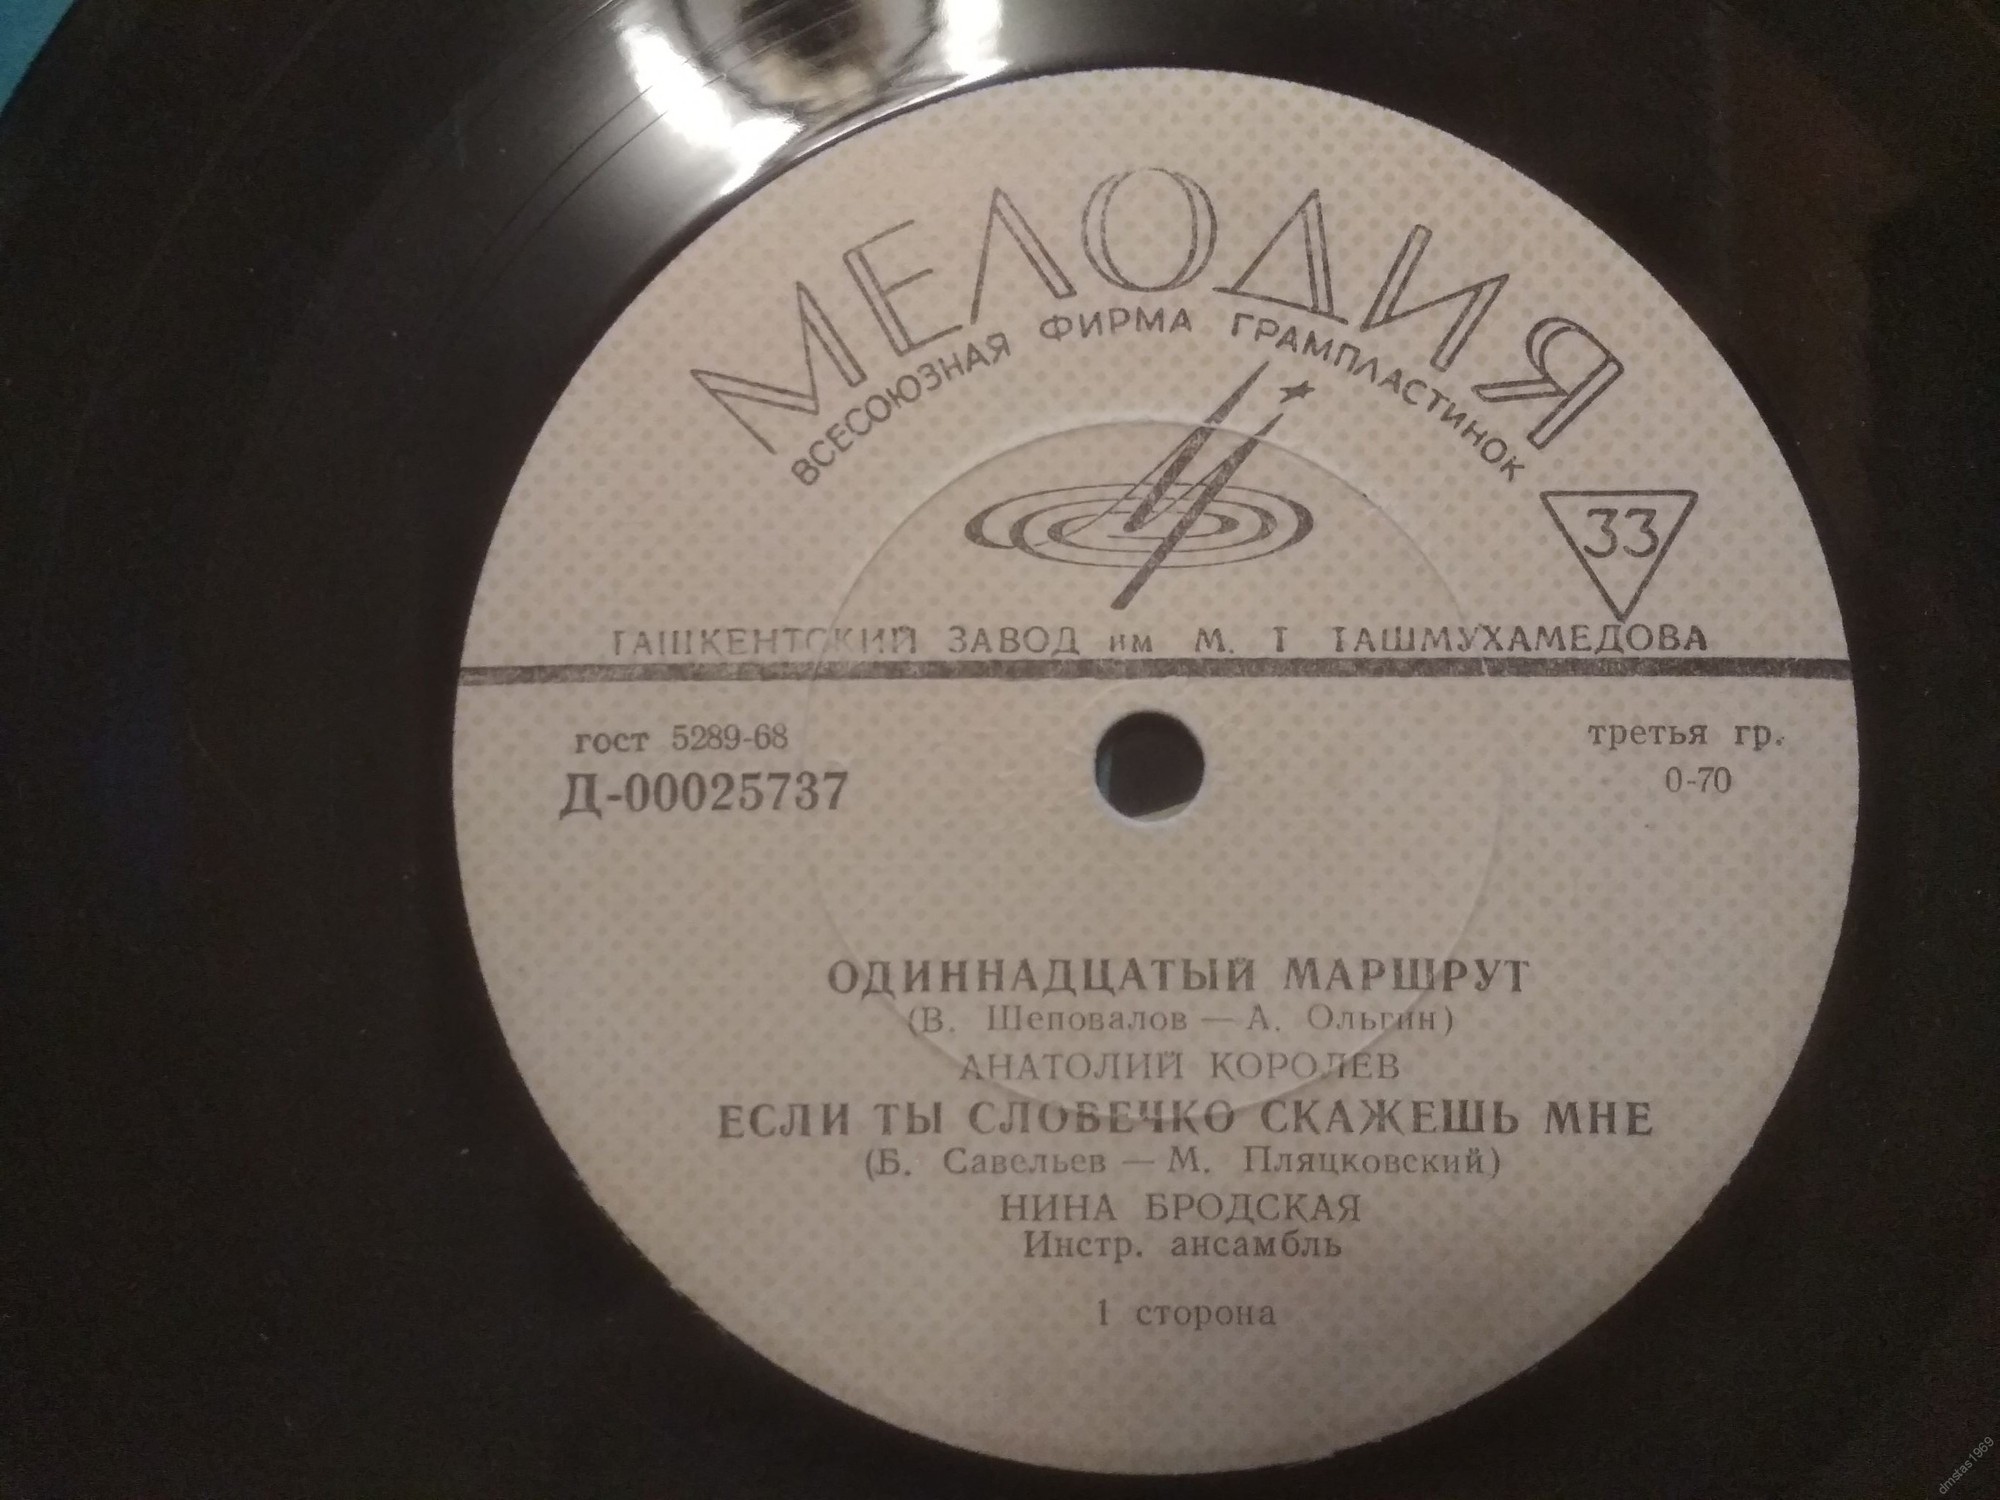 МЕЛОДИЯ
ВСЕСОЮЗНАЯ ФИРМА ГРАМПЛАСТИНОК
33
ТАШКЕНТСКИЙ ЗАВОД им М. Т ТАШМУХАМЕДОВА
гост 5289-68
Д-00025737
третья гр.
0-70
ОДИННАДЦАТЫЙ МАРШРУТ
(В. Шеповалов — А. Ольгин)
АНАТОЛИЙ КОРОЛЕВ
ЕСЛИ ТЫ СЛОВЕЧКО СКАЖЕШЬ МНЕ
(Б. Савельев — М. Пляцковский)
НИНА БРОДСКАЯ
Инстр. ансамбль
1 сторона
dmstas1969